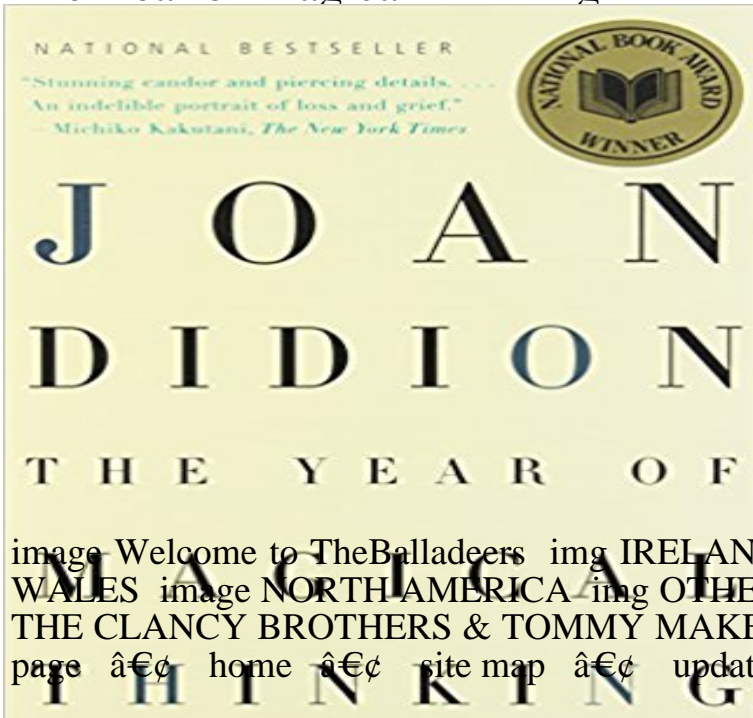 NATIONAL BESTSELLER
"Stunning candor and piercing details. . . .
An indelible portrait of loss and grief."
—Michiko Kakutani, The New York Times
NATIONAL BOOK AWARD
WINNER
JOAN
DIDION
THE YEAR OF
MAGICAL
THINKING
image Welcome to TheBalladeers img IRELAN
WALES image NORTH AMERICA img OTHE
THE CLANCY BROTHERS & TOMMY MAKE
page â€¢ home â€¢ site map â€¢ updat